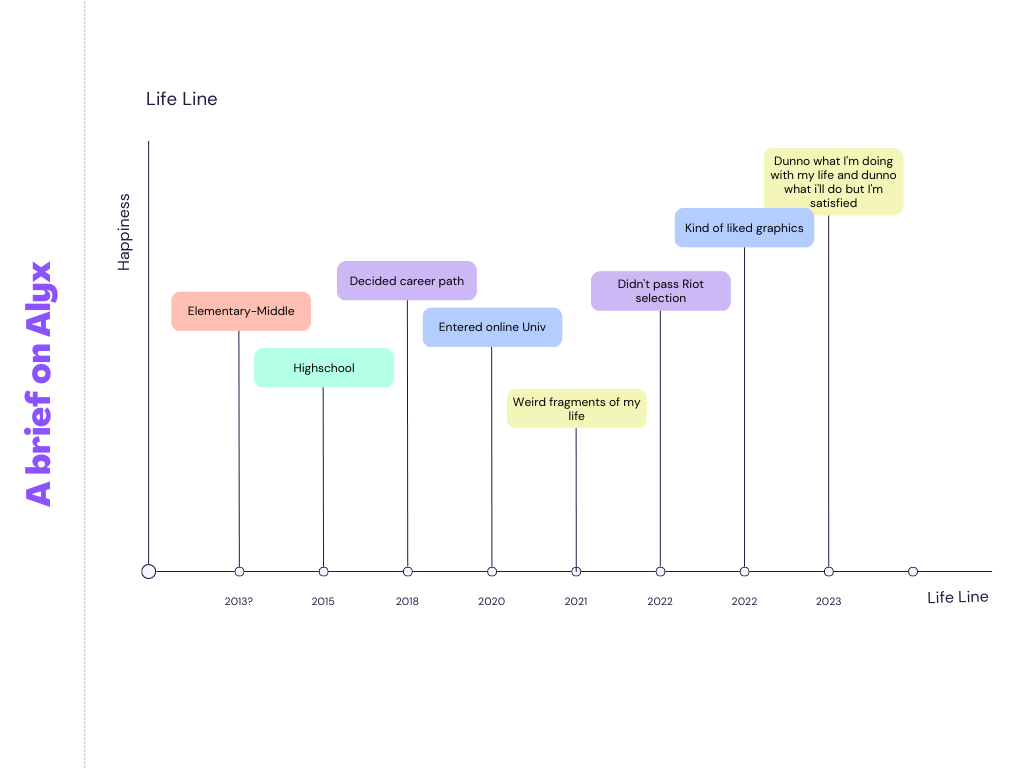 A brief on Alyx
Life Line
Happiness
Dunno what I'm doing
with my life and dunno
what i'll do but I'm
satisfied
Kind of liked graphics
Decided career path
Didn't pass Riot
selection
Elementary-Middle
Entered online Univ
Highschool
Weird fragments of my
life
2013?
2015
2018
2020
2021
2022
2022
2023
Life Line